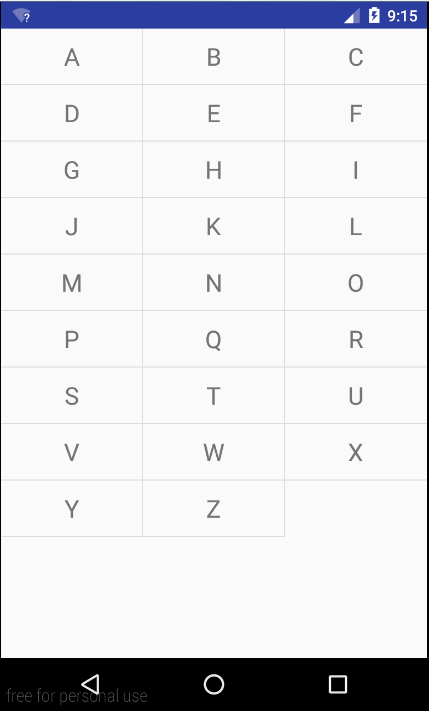 ?
9:15
A B C
D E F
G H I
J K L
M N O
P Q R
S T U
V W X
Y Z
free for personal use